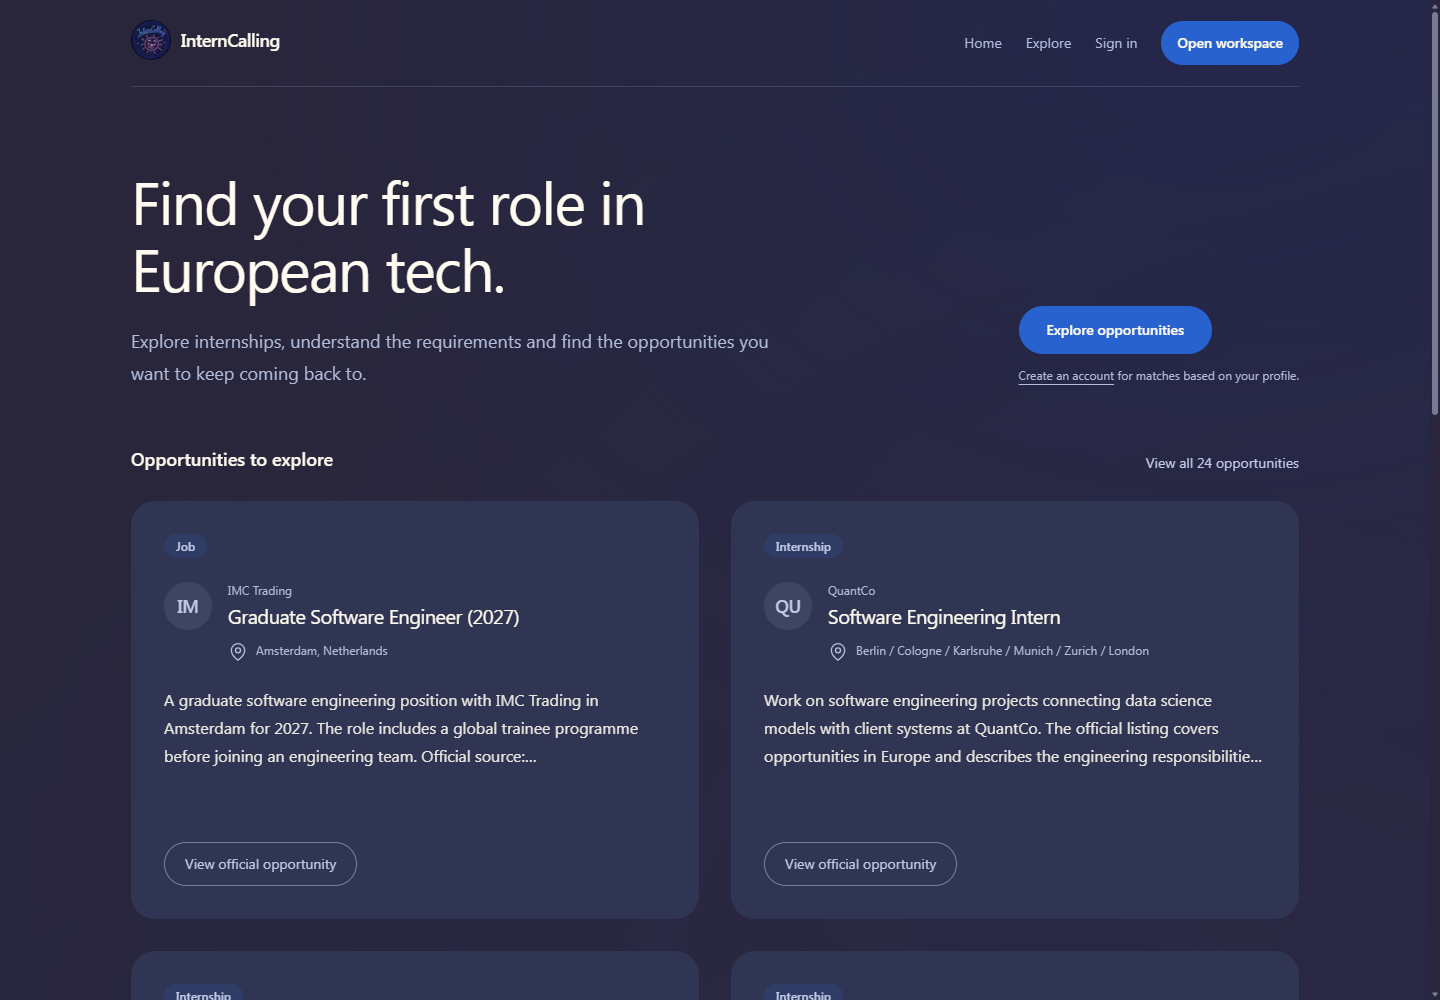 InternCalling
InternCalling
Home
Explore
Sign in
Open workspace
Find your first role in
European tech.
Explore internships, understand the requirements and find the opportunities you
want to keep coming back to.
Explore opportunities
Create an account for matches based on your profile.
Opportunities to explore
View all 24 opportunities
Job
IM
IMC Trading
Graduate Software Engineer (2027)
Amsterdam, Netherlands
A graduate software engineering position with IMC Trading in
Amsterdam for 2027. The role includes a global trainee programme
before joining an engineering team. Official source:...
View official opportunity
Internship
QU
QuantCo
Software Engineering Intern
Berlin / Cologne / Karlsruhe / Munich / Zurich / London
Work on software engineering projects connecting data science
models with client systems at QuantCo. The official listing covers
opportunities in Europe and describes the engineering responsibilitie...
View official opportunity
Internship
Internship